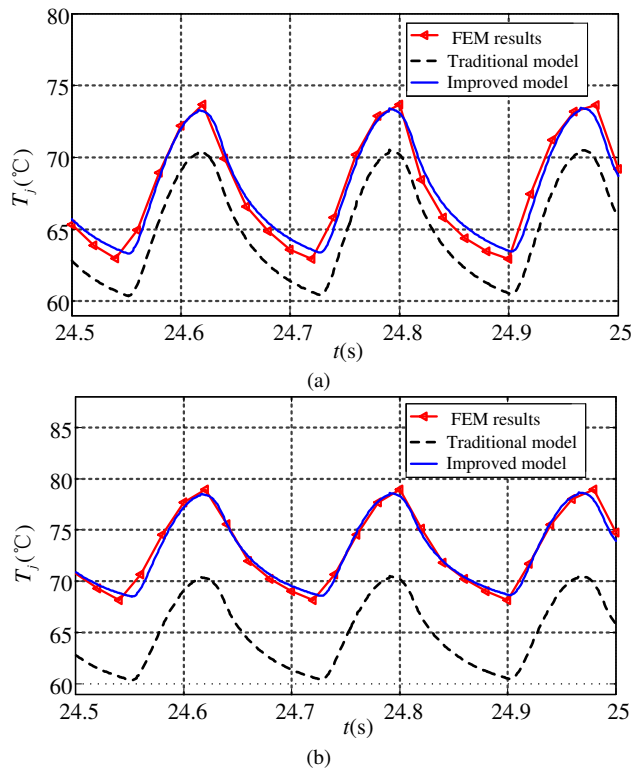 80
75
70
65
60
T_j(℃)
FEM results
Traditional model
Improved model
24.5 24.6 24.7 24.8 24.9 25
t(s)
(a)
85
80
75
70
65
60
T_j(℃)
FEM results
Traditional model
Improved model
24.5 24.6 24.7 24.8 24.9 25
t(s)
(b)